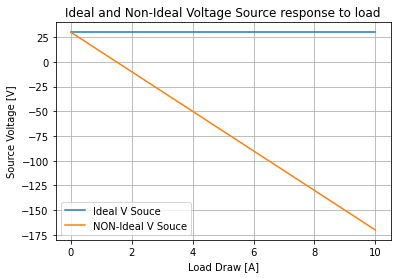 Ideal and Non-Ideal Voltage Source response to load
Source Voltage [V]
25
0
−25
−50
−75
−100
−125
−150
−175
Ideal V Souce
NON-Ideal V Souce
0 2 4 6 8 10
Load Draw [A]